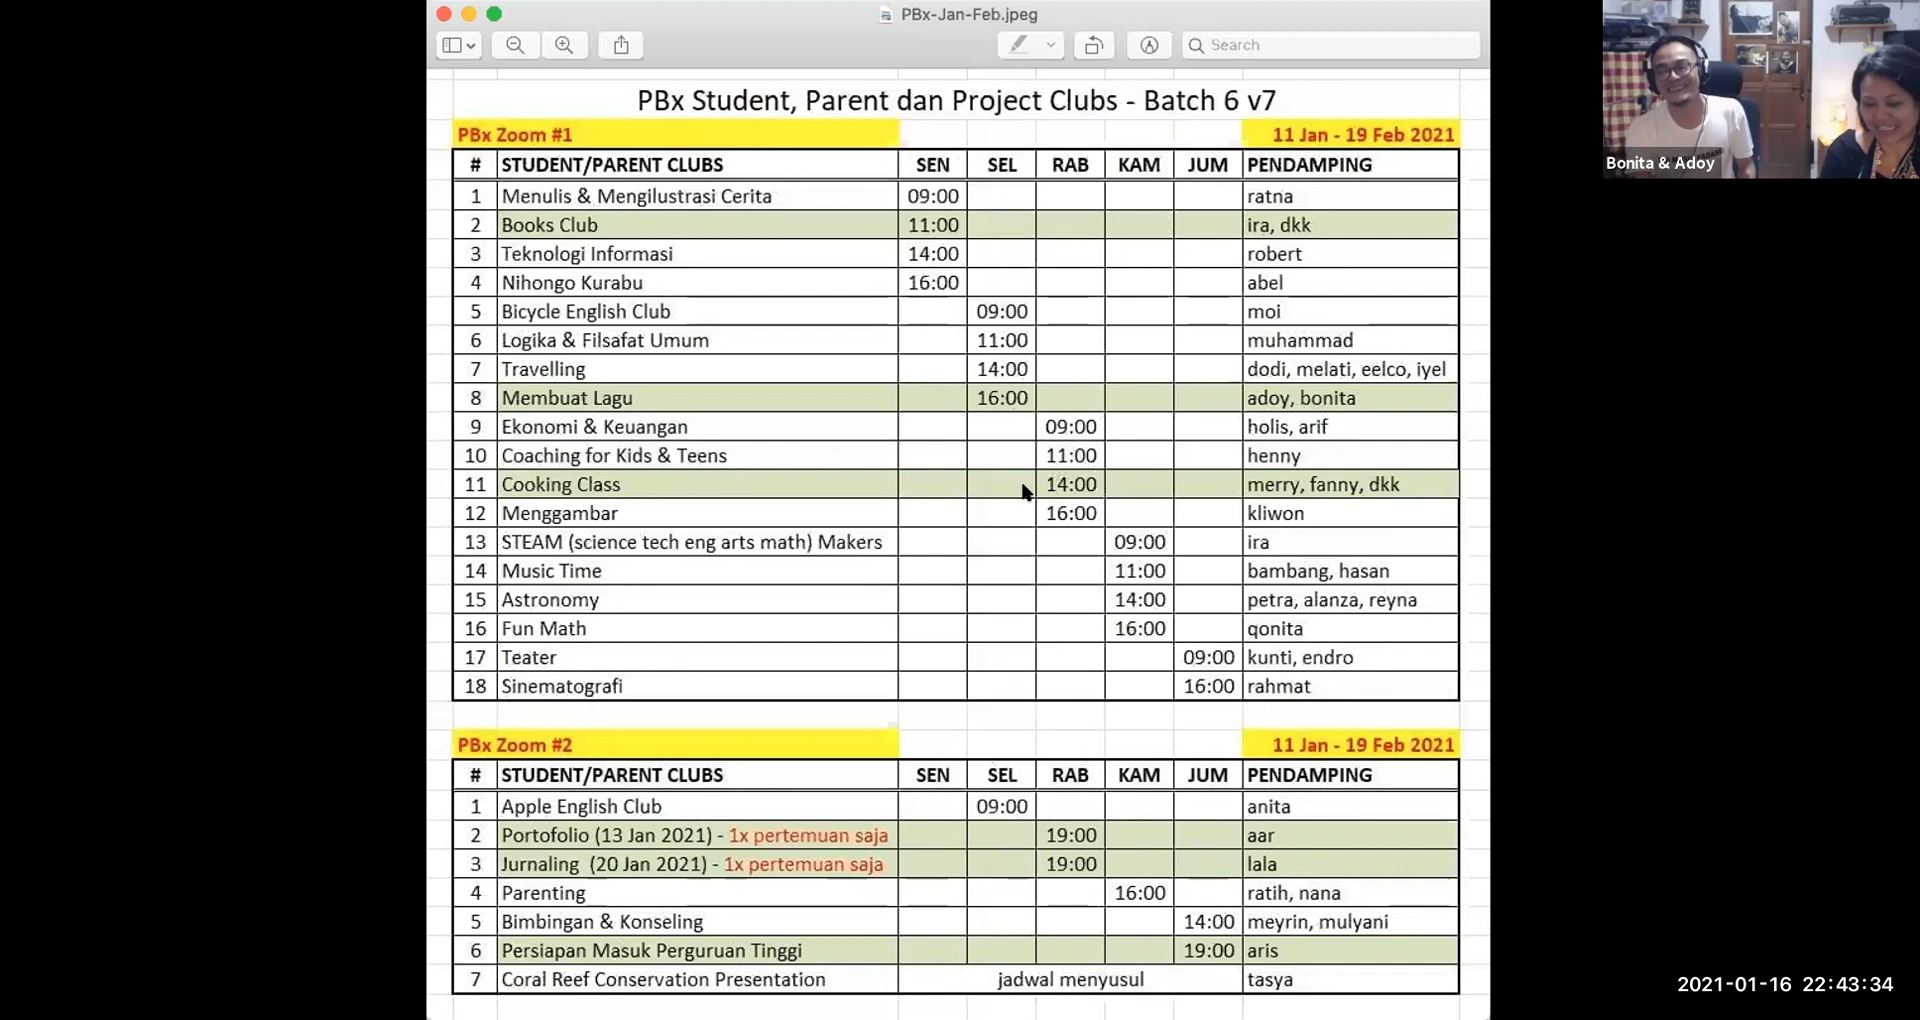 PBx-Jan-Feb.jpeg
Search
PBx Student, Parent dan Project Clubs - Batch 6 v7
PBx Zoom #1 11 Jan - 19 Feb 2021
# STUDENT/PARENT CLUBS SEN SEL RAB KAM JUM PENDAMPING
1 Menulis & Mengilustrasi Cerita 09:00 ratna
2 Books Club 11:00 ira, dkk
3 Teknologi Informasi 14:00 robert
4 Nihongo Kurabu 16:00 abel
5 Bicycle English Club 09:00 moi
6 Logika & Filsafat Umum 11:00 muhammad
7 Travelling 14:00 dodi, melati, eelco, iyel
8 Membuat Lagu 16:00 adoy, bonita
9 Ekonomi & Keuangan 09:00 holis, arif
10 Coaching for Kids & Teens 11:00 henny
11 Cooking Class 14:00 merry, fanny, dkk
12 Menggambar 16:00 kliwon
13 STEAM (science tech eng arts math) Makers 09:00 ira
14 Music Time 11:00 bambang, hasan
15 Astronomy 14:00 petra, alanza, reyna
16 Fun Math 16:00 qonita
17 Teater 09:00 kunti, endro
18 Sinematografi 16:00 rahmat
PBx Zoom #2 11 Jan - 19 Feb 2021
# STUDENT/PARENT CLUBS SEN SEL RAB KAM JUM PENDAMPING
1 Apple English Club 09:00 anita
2 Portofolio (13 Jan 2021) - 1x pertemuan saja 19:00 aar
3 Jurnaling (20 Jan 2021) - 1x pertemuan saja 19:00 lala
4 Parenting 16:00 ratih, nana
5 Bimbingan & Konseling 14:00 meyrin, mulyani
6 Persiapan Masuk Perguruan Tinggi 19:00 aris
7 Coral Reef Conservation Presentation jadwal menyusul tasya
Bonita & Adoy
2021-01-16 22:43:34